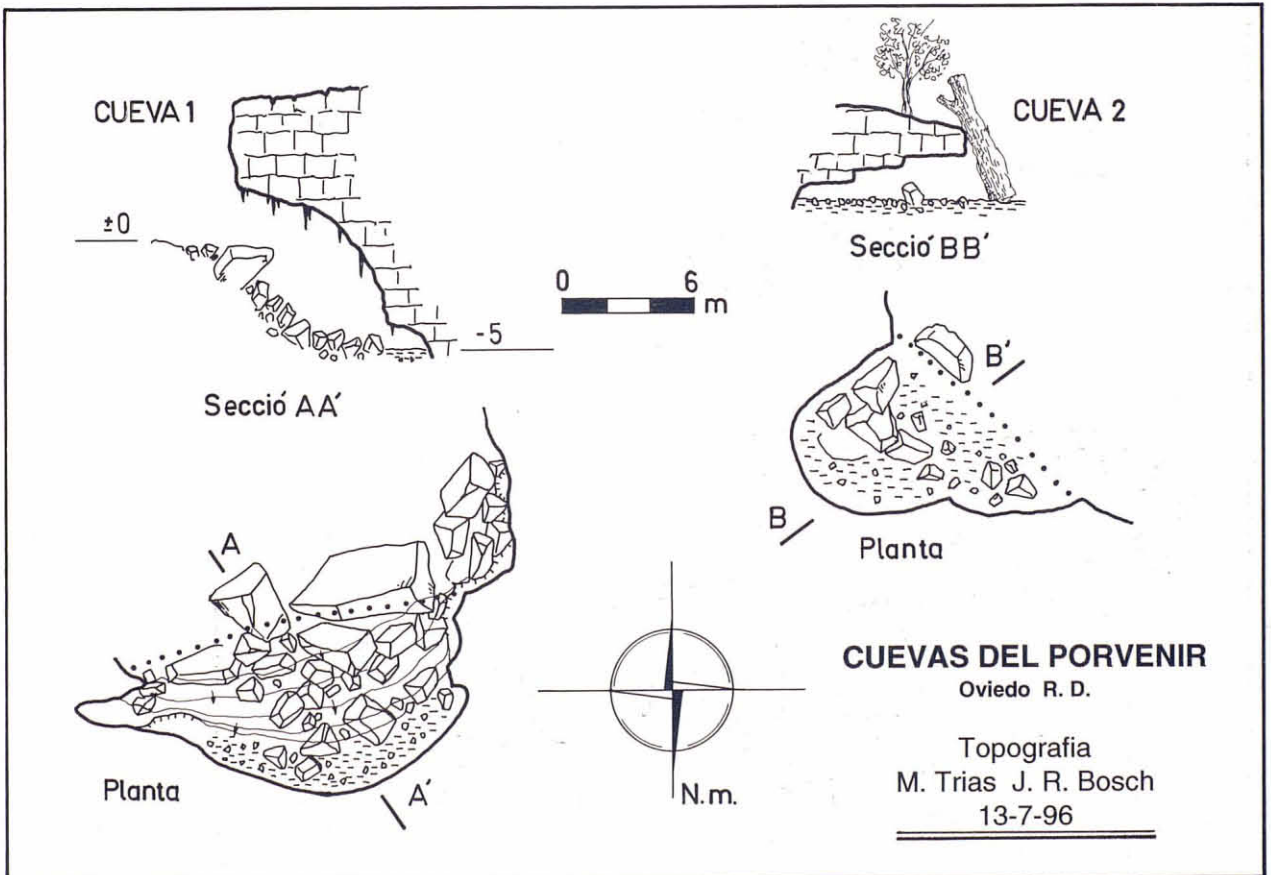 CUEVA 1
±0
-5
Secció AA'
A
A'
Planta
0 6 m
CUEVA 2
Secció BB'
B'
B
Planta
N.m.
CUEVAS DEL PORVENIR
Oviedo R. D.
Topografia
M. Trias J. R. Bosch
13-7-96